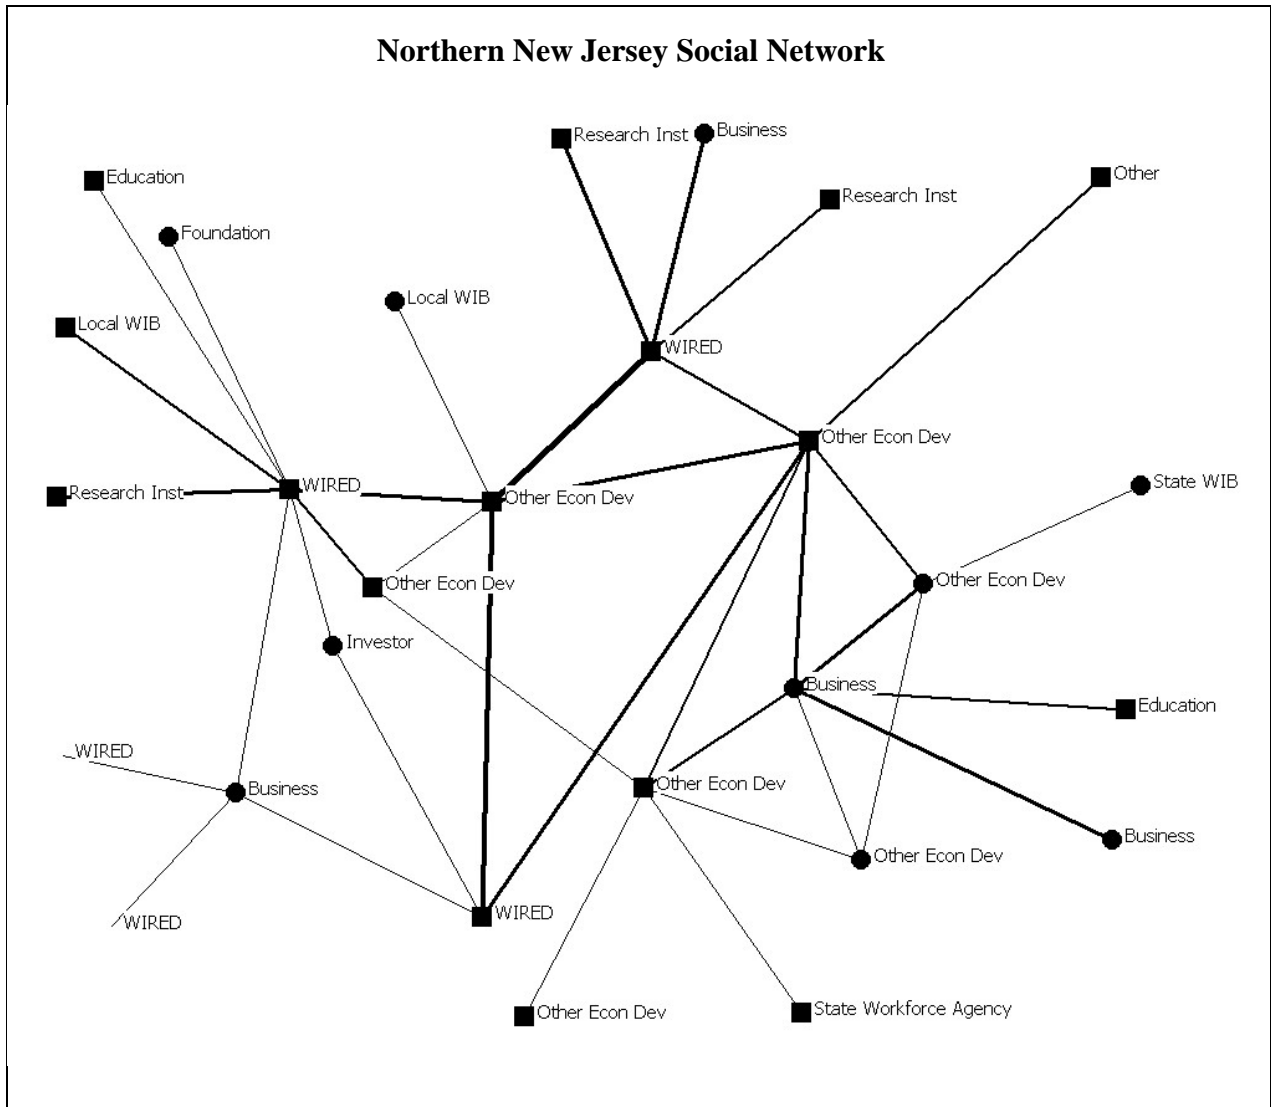 Northern New Jersey Social Network
Research Inst
Business
Education
Other
Research Inst
Foundation
Local WIB
Local WIB
WIRED
Other Econ Dev
State WIB
WIRED
Research Inst
Other Econ Dev
Other Econ Dev
Other Econ Dev
Investor
Business
Education
WIRED
Other Econ Dev
Business
Business
Other Econ Dev
WIRED
WIRED
Other Econ Dev
State Workforce Agency